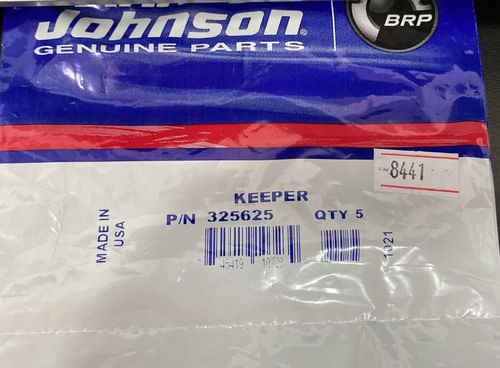 Johnson
GENUINE PARTS
BRP
8441
KEEPER
P/N 325625 QTY 5
MADE IN
USA
1021